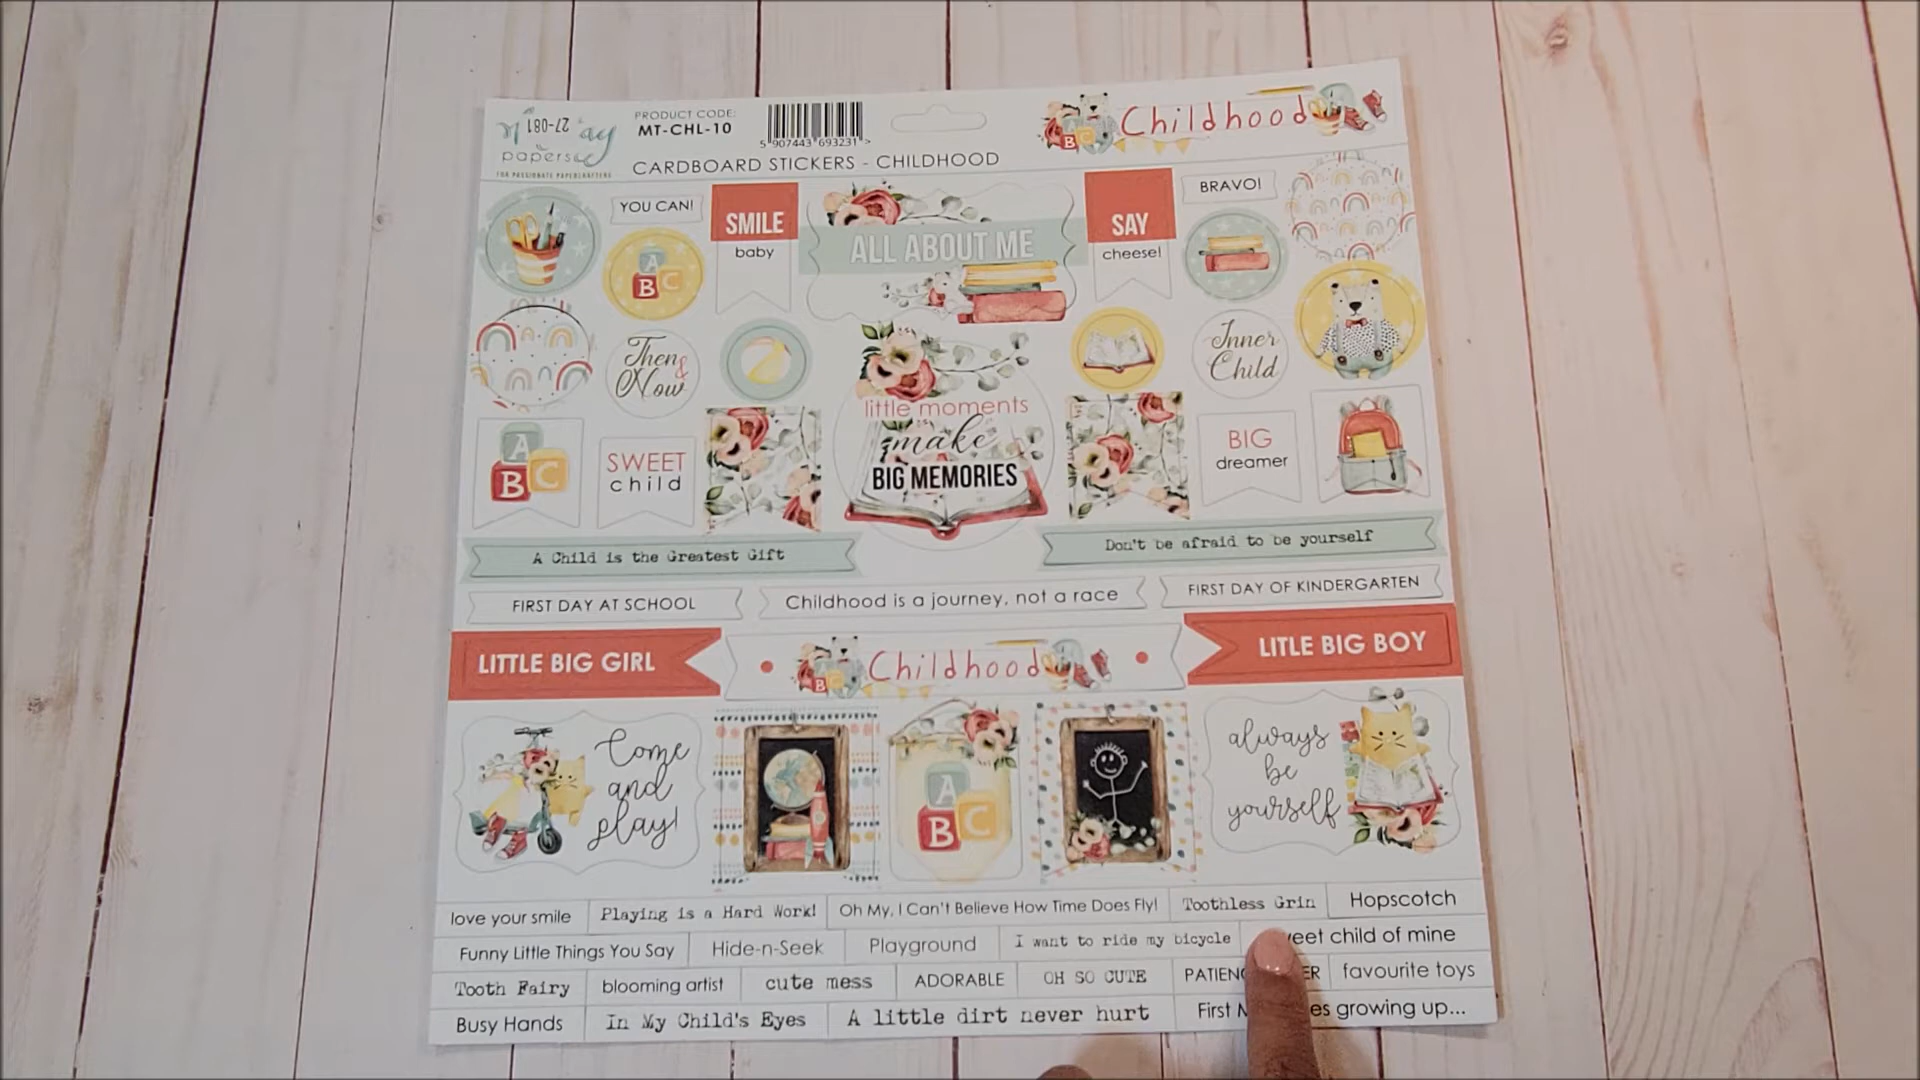 27-081
ay
papers
FOR PASSIONATE PAPERCRAFTERS
PRODUCT CODE:
MT-CHL-10
5 907443 693231 >
CARDBOARD STICKERS - CHILDHOOD
Childhood
YOU CAN!
SMILE
baby
ALL ABOUT ME
SAY
cheese!
BRAVO!
A
B C
Then
&
Now
Inner
Child
A
B C
SWEET
child
little moments
make
BIG MEMORIES
BIG
dreamer
A Child is the Greatest Gift
Don't be afraid to be yourself
FIRST DAY AT SCHOOL
Childhood is a journey, not a race
FIRST DAY OF KINDERGARTEN
LITTLE BIG GIRL
Childhood
LITLE BIG BOY
Come
and
play!
A
B C
always
be
yourself
love your smile
Playing is a Hard Work!
Oh My, I Can't Believe How Time Does Fly!
Toothless Grin
Hopscotch
Funny Little Things You Say
Hide-n-Seek
Playground
I want to ride my bicycle
child of mine
Tooth Fairy
blooming artist
cute mess
ADORABLE
OH SO CUTE
favourite toys
Busy Hands
In My Child's Eyes
A little dirt never hurt
First
growing up...